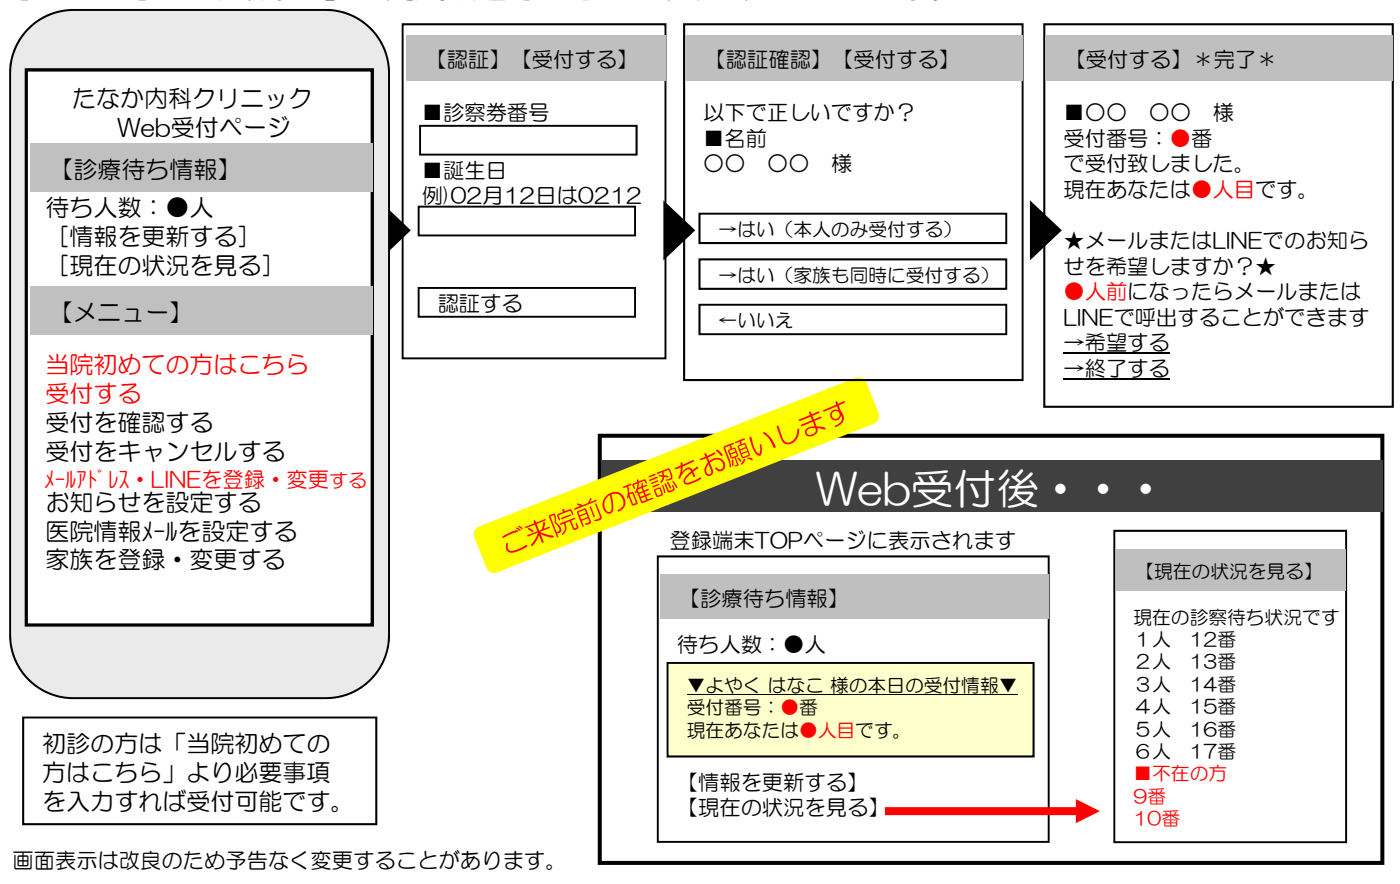 たなか内科クリニック
Web受付ページ
【診療待ち情報】
待ち人数：●人
［情報を更新する］
［現在の状況を見る］
【メニュー】
当院初めての方はこちら
受付する
受付を確認する
受付をキャンセルする
ﾒｰﾙｱﾄﾞﾚｽ・LINEを登録・変更する
お知らせを設定する
医院情報ﾒｰﾙを設定する
家族を登録・変更する
初診の方は「当院初めての
方はこちら」より必要事項
を入力すれば受付可能です。
画面表示は改良のため予告なく変更することがあります。
【認証】【受付する】
■診察券番号
■誕生日
例)02月12日は0212
認証する
【認証確認】【受付する】
以下で正しいですか？
■名前
○○　○○　様
→はい（本人のみ受付する）
→はい（家族も同時に受付する）
←いいえ
【受付する】＊完了＊
■○○　○○　様
受付番号：●番
で受付致しました。
現在あなたは●人目です。
★メールまたはLINEでのお知ら
せを希望しますか？★
●人前になったらメールまたは
LINEで呼出することができます
→希望する
→終了する
ご来院前の確認をお願いします
Web受付後・・・
登録端末TOPページに表示されます
【診療待ち情報】
待ち人数：●人
▼よやく はなこ 様の本日の受付情報▼
受付番号：●番
現在あなたは●人目です。
【情報を更新する】
【現在の状況を見る】
【現在の状況を見る】
現在の診察待ち状況です
1人　12番
2人　13番
3人　14番
4人　15番
5人　16番
6人　17番
■不在の方
9番
10番